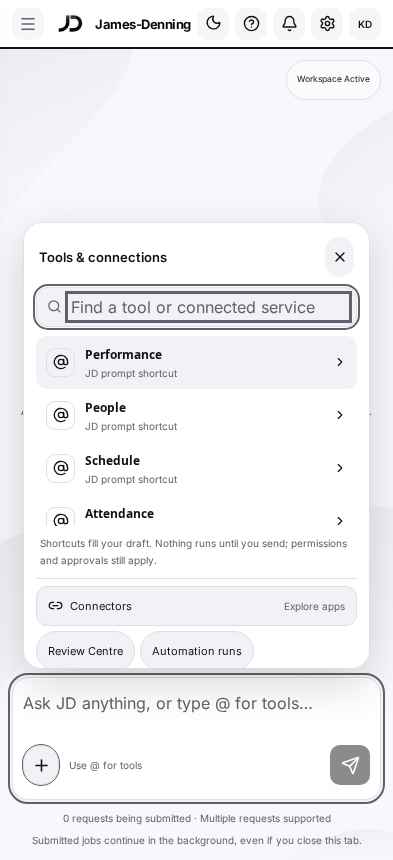 James-Denning
KD
Workspace Active
Tools & connections
Find a tool or connected service
@ Performance
JD prompt shortcut
@ People
JD prompt shortcut
@ Schedule
JD prompt shortcut
@ Attendance
Shortcuts fill your draft. Nothing runs until you send; permissions
and approvals still apply.
Connectors
Explore apps
Review Centre
Automation runs
Ask JD anything, or type @ for tools...
Use @ for tools
0 requests being submitted · Multiple requests supported
Submitted jobs continue in the background, even if you close this tab.